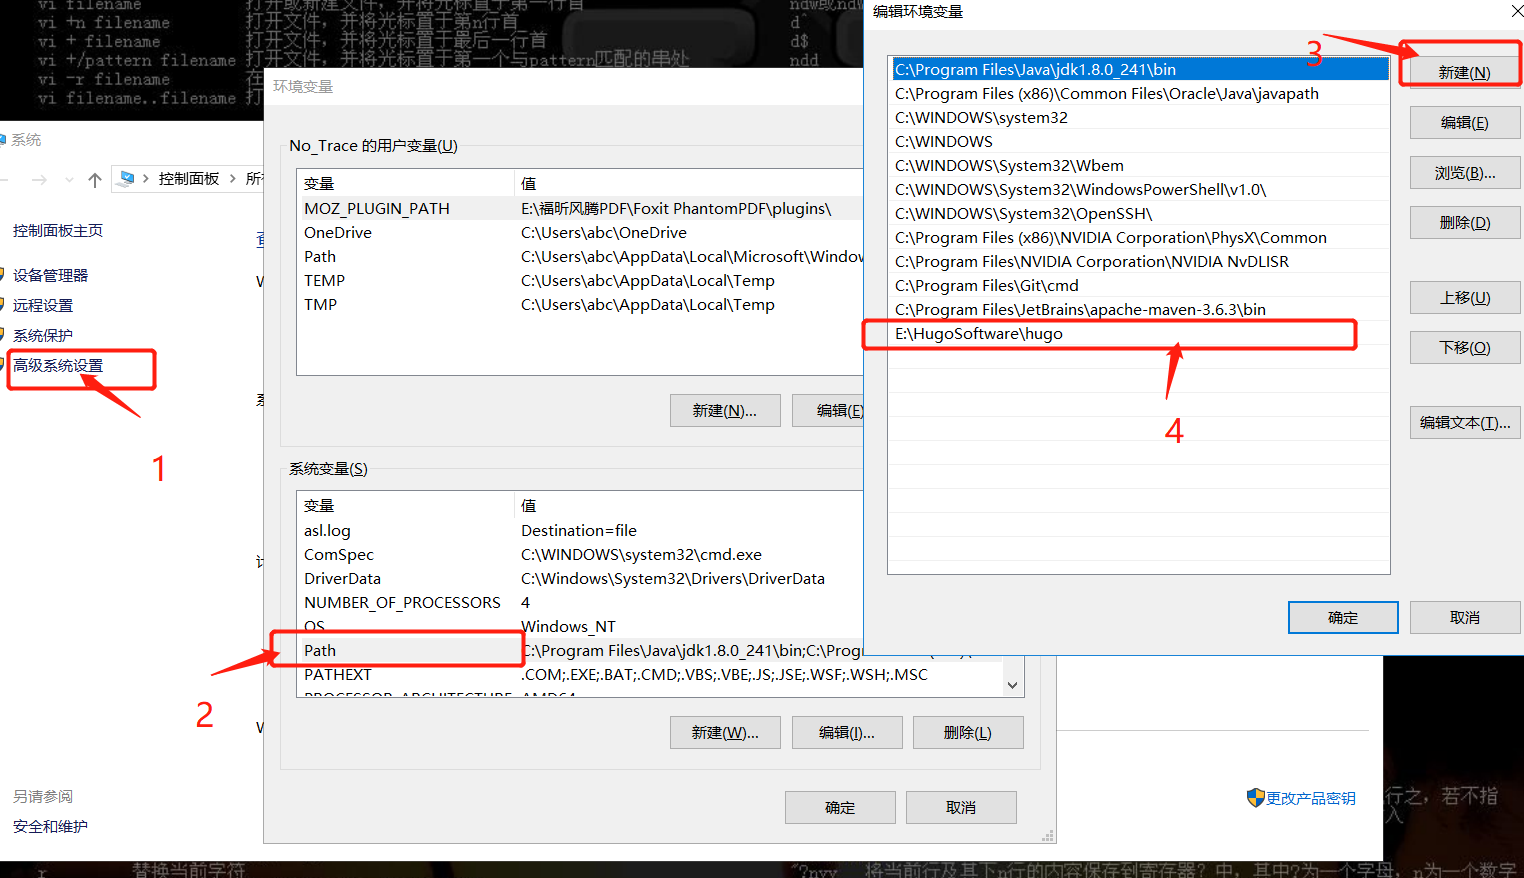 vi filename 打开或新建文件，并将光标置于第一行首
vi +n filename 打开文件，并将光标置于第n行首
vi + filename 打开文件，并将光标置于最后一行首
vi +/pattern filename 打开文件，并将光标置于第一个与pattern匹配的串处
vi -r filename 在
vi filename..filename 打
ndw或nd
d$
ndd
系统
控制面板
控制面板主页
设备管理器
远程设置
系统保护
高级系统设置
1
另请参阅
安全和维护
环境变量
No_Trace 的用户变量(U)
变量 值
MOZ_PLUGIN_PATH E:\福昕风腾PDF\Foxit PhantomPDF\plugins\
OneDrive C:\Users\abc\OneDrive
Path C:\Users\abc\AppData\Local\Microsoft\Window
TEMP C:\Users\abc\AppData\Local\Temp
TMP C:\Users\abc\AppData\Local\Temp
新建(N)... 编辑(E)
系统变量(S)
变量 值
asl.log Destination=file
ComSpec C:\WINDOWS\system32\cmd.exe
DriverData C:\Windows\System32\Drivers\DriverData
NUMBER_OF_PROCESSORS 4
OS Windows_NT
Path C:\Program Files\Java\jdk1.8.0_241\bin;C:\Progr
PATHEXT .COM;.EXE;.BAT;.CMD;.VBS;.VBE;.JS;.JSE;.WSF;.WSH;.MSC
PROCESSOR_ARCHITECTURE AMD64
2
新建(W)... 编辑(I)... 删除(L)
确定 取消
编辑环境变量
3
C:\Program Files\Java\jdk1.8.0_241\bin
C:\Program Files (x86)\Common Files\Oracle\Java\javapath
C:\WINDOWS\system32
C:\WINDOWS
C:\WINDOWS\System32\Wbem
C:\WINDOWS\System32\WindowsPowerShell\v1.0\
C:\WINDOWS\System32\OpenSSH\
C:\Program Files (x86)\NVIDIA Corporation\PhysX\Common
C:\Program Files\NVIDIA Corporation\NVIDIA NvDLISR
C:\Program Files\Git\cmd
C:\Program Files\JetBrains\apache-maven-3.6.3\bin
E:\HugoSoftware\hugo
4
新建(N)
编辑(E)
浏览(B)...
删除(D)
上移(U)
下移(O)
编辑文本(T)...
确定 取消
更改产品密钥
行之，若不指
入
r 替换当前字符
"?nyy 将当前行及其下n行的内容保存到寄存器？中，其中?为一个字母，n为一个数字